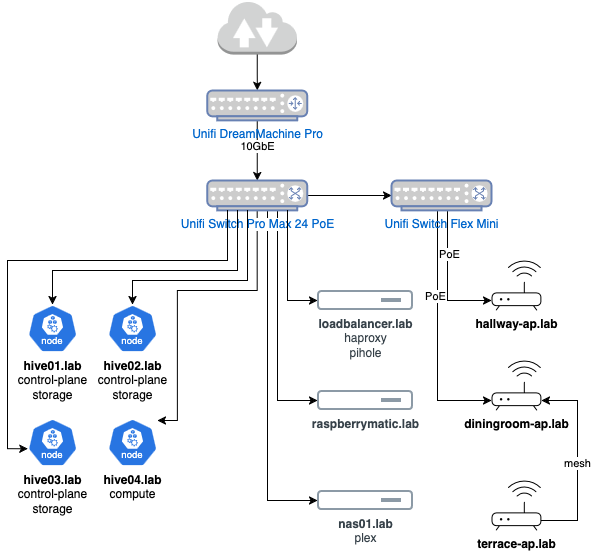 Unifi DreamMachine Pro
10GbE
Unifi Switch Pro Max 24 PoE
Unifi Switch Flex Mini
PoE
PoE
node
hive01.lab
control-plane
storage
node
hive02.lab
control-plane
storage
loadbalancer.lab
haproxy
pihole
hallway-ap.lab
raspberrymatic.lab
diningroom-ap.lab
node
hive03.lab
control-plane
storage
node
hive04.lab
compute
mesh
nas01.lab
plex
terrace-ap.lab